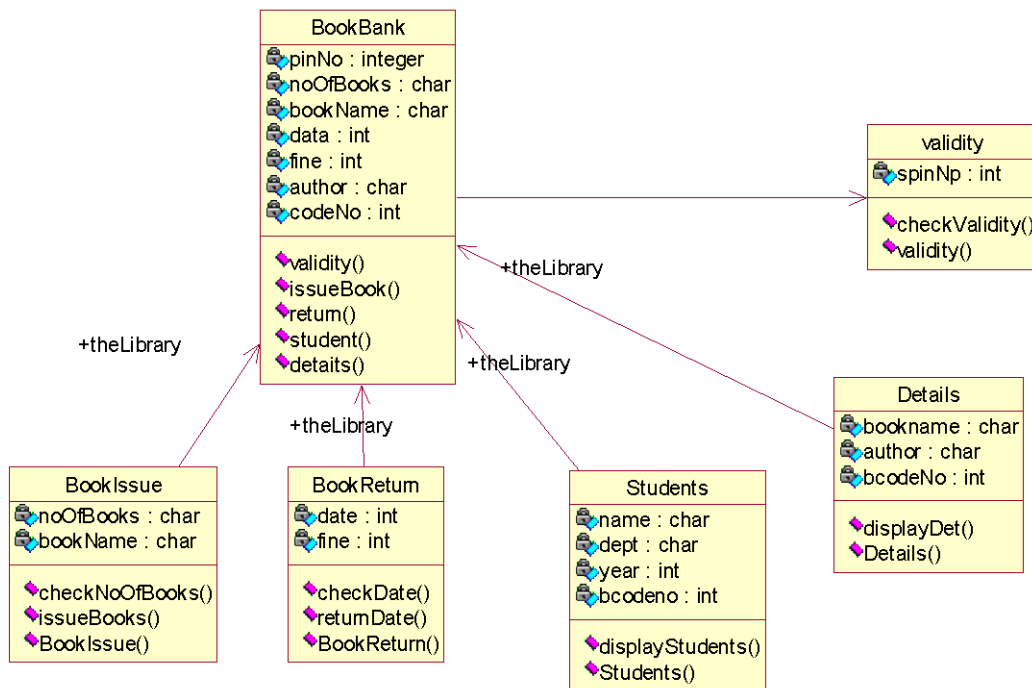 BookBank
pinNo : integer
noOfBooks : char
bookName : char
data : int
fine : int
author : char
codeNo : int
validity()
issueBook()
return()
student()
detaits()
validity
spinNp : int
checkValidity()
validity()
+theLibrary
+theLibrary
+theLibrary
+theLibrary
BookIssue
noOfBooks : char
bookName : char
checkNoOfBooks()
issueBooks()
BookIssue()
BookReturn
date : int
fine : int
checkDate()
returnDate()
BookReturn()
Students
name : char
dept : char
year : int
bcodeno : int
displayStudents()
Students()
Details
bookname : char
author : char
bcodeNo : int
displayDet()
Details()